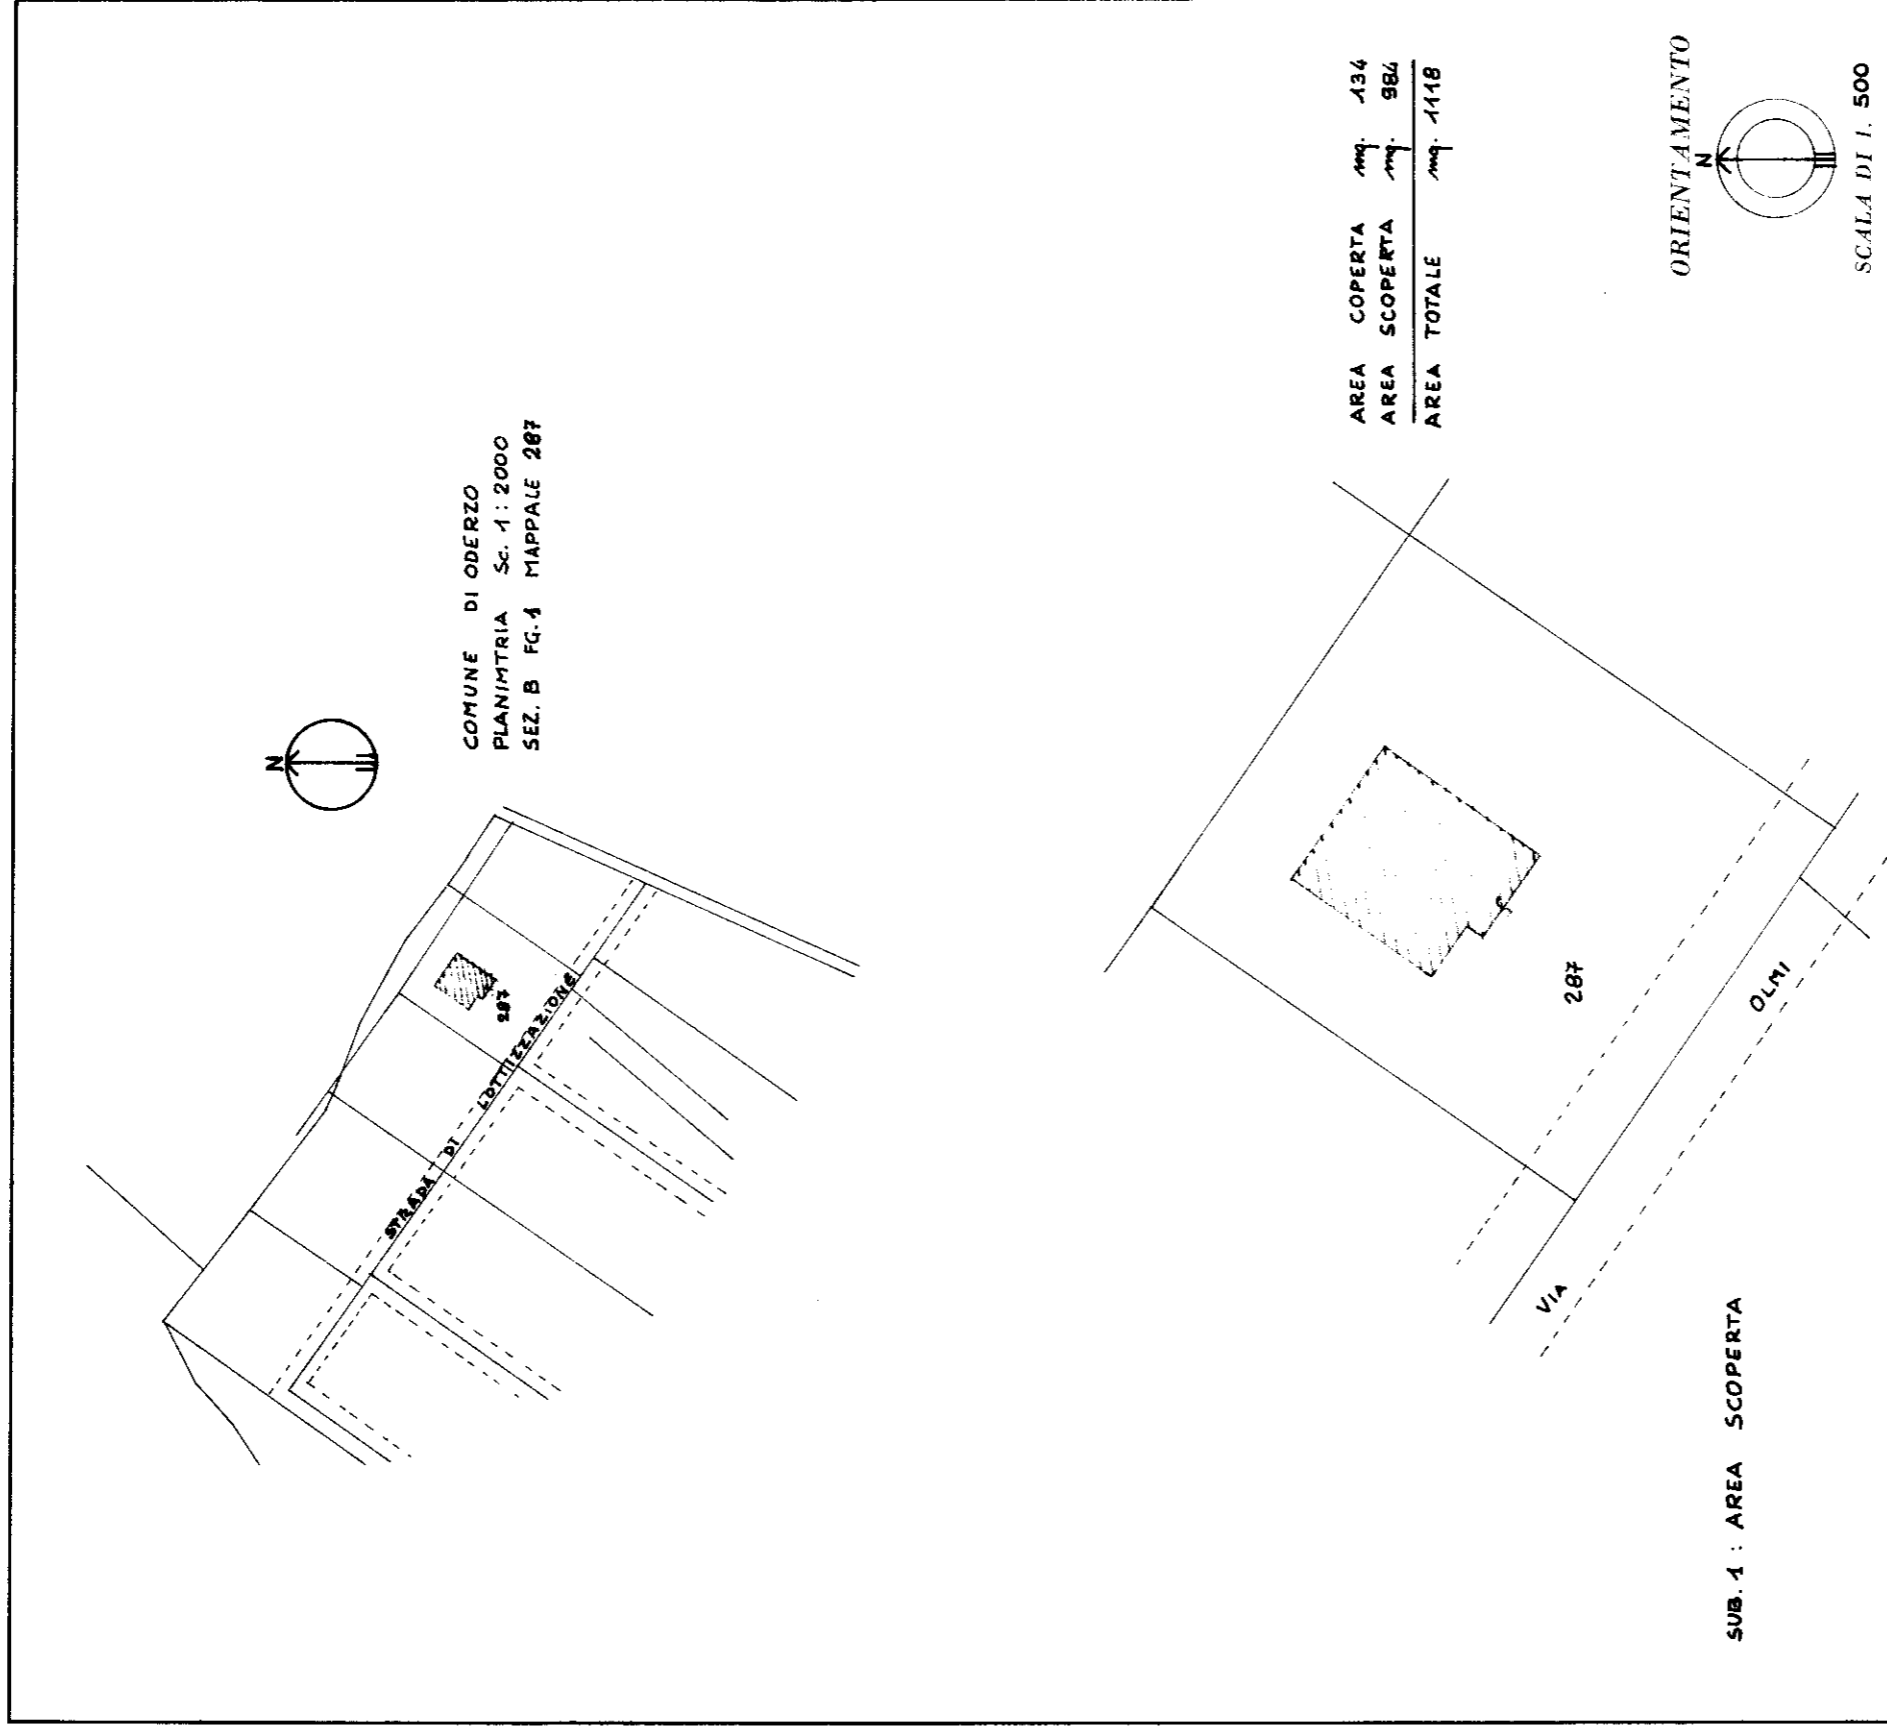 COMUNE DI ODERZO
PLANIMTRIA Sc. 1:2000
SEZ. B FG.1 MAPPALE 287
N
287
STRADA DI LOTTIZZAZIONE
AREA COPERTA mq. 134
AREA SCOPERTA mq. 984
AREA TOTALE mq. 1118
287
VIA OLMI
SUB.1 : AREA SCOPERTA
ORIENTAMENTO
N
SCALA DI 1. 500